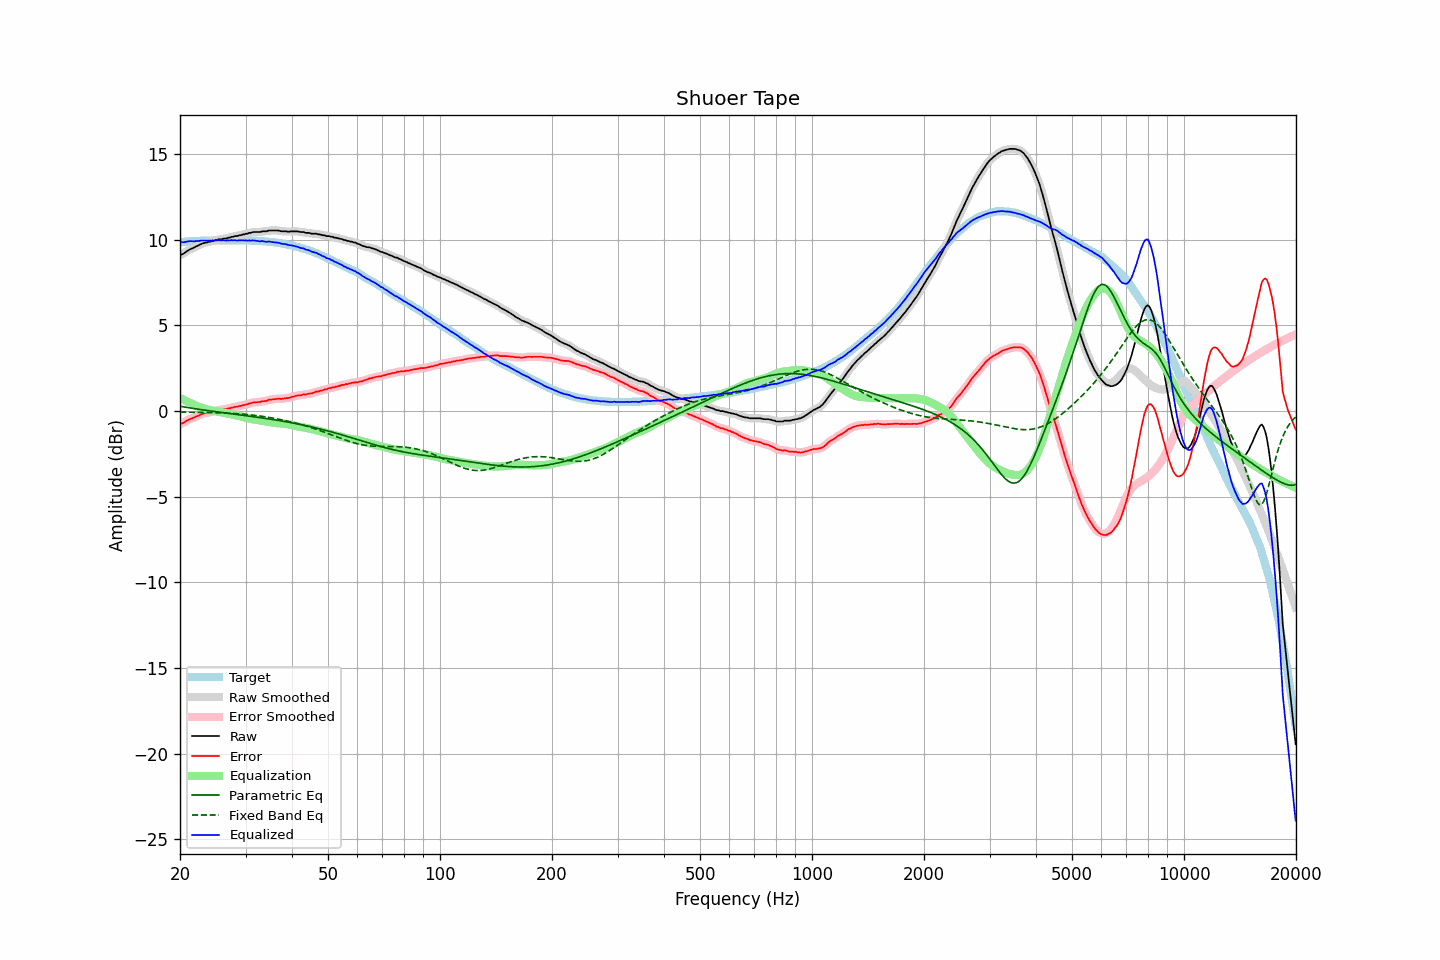 Shuoer Tape
Amplitude (dBr)
15
10
5
0
−5
−10
−15
−20
−25
Target
Raw Smoothed
Error Smoothed
Raw
Error
Equalization
Parametric Eq
Fixed Band Eq
Equalized
20 50 100 200 500 1000 2000 5000 10000 20000
Frequency (Hz)